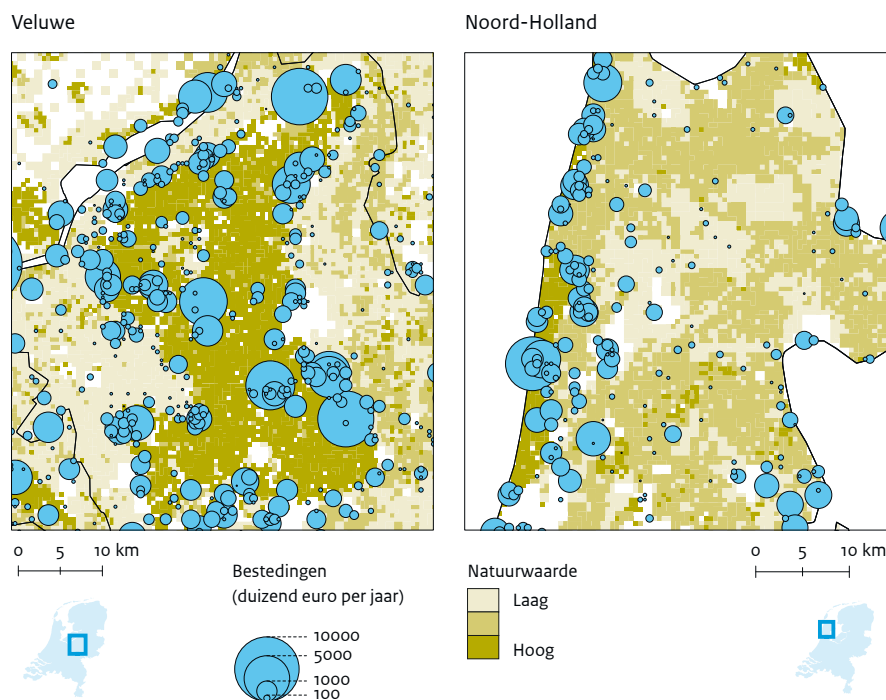 Veluwe
Noord-Holland
0 5 10 km
0 5 10 km
Bestedingen
(duizend euro per jaar)
10000
5000
1000
100
Natuurwaarde
Laag
Hoog